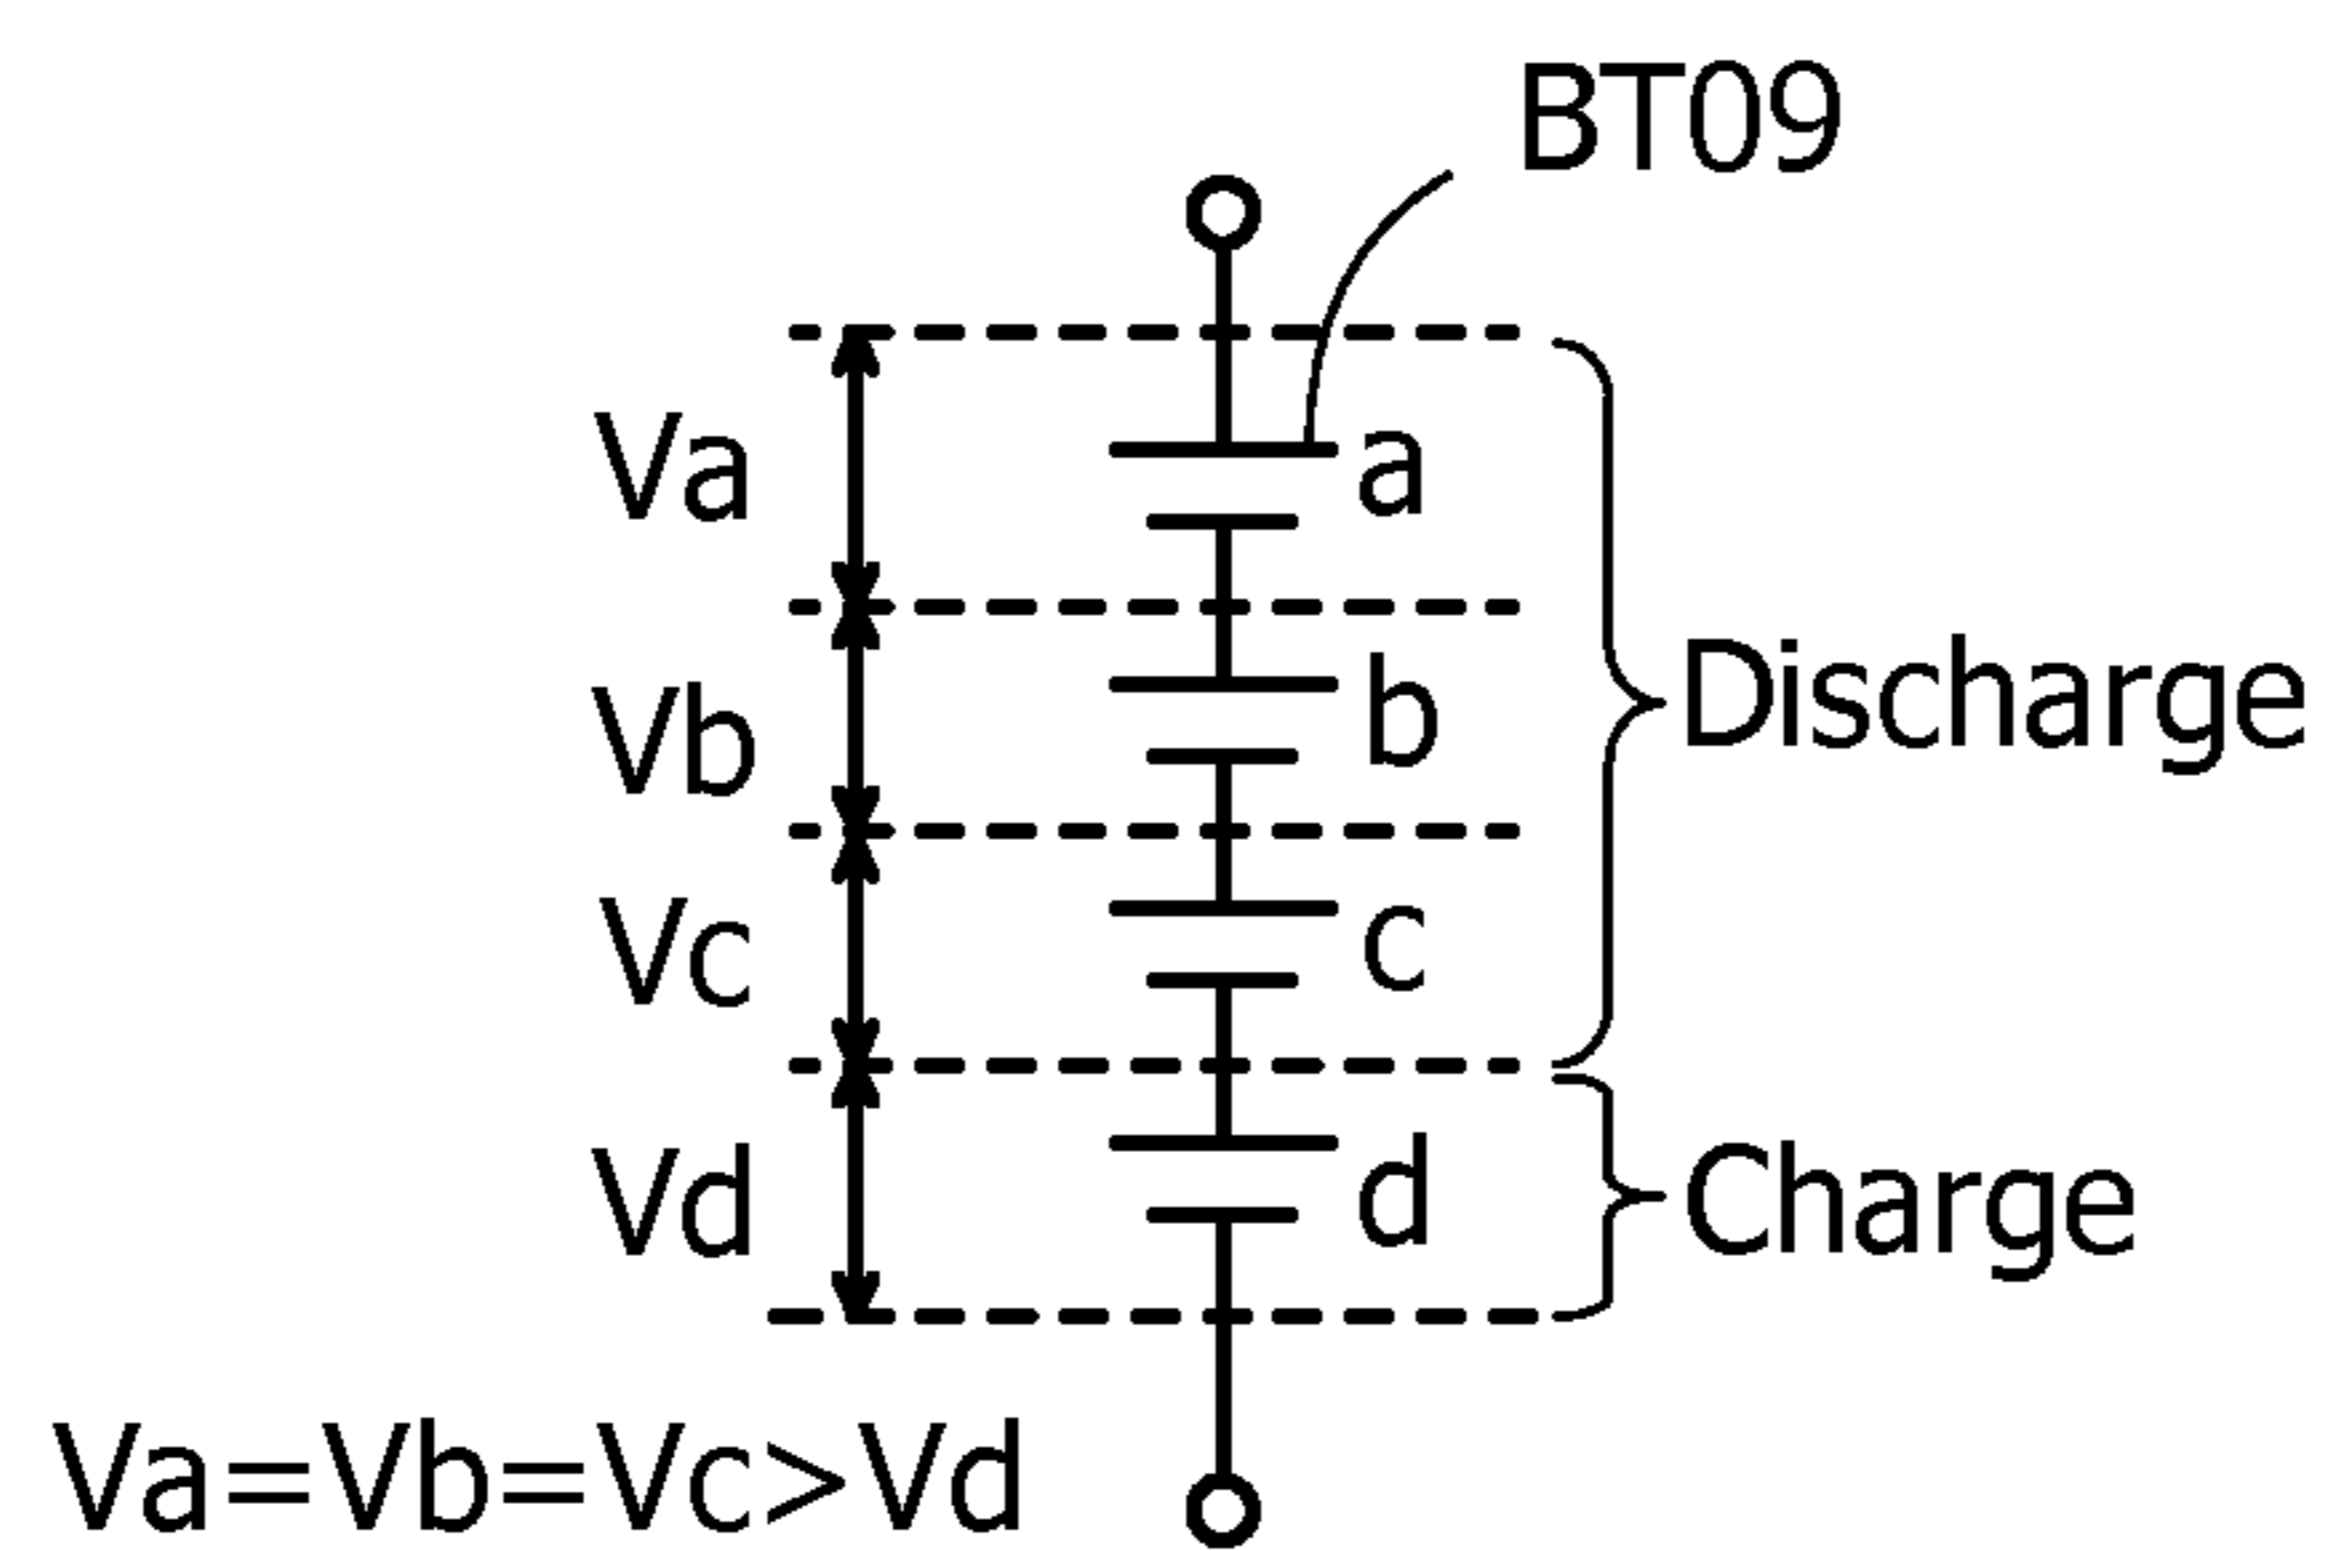 BT09
Va
a
Vb
b
Discharge
Vc
c
Vd
d
Charge
Va=Vb=Vc>Vd